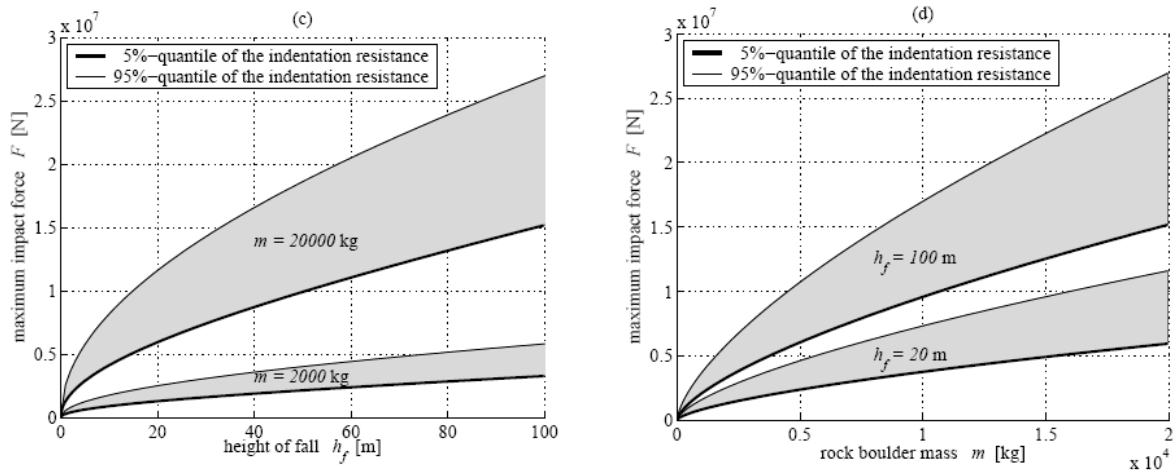 (c)
x 10^7
3
2.5
2
1.5
1
0.5
0
maximum impact force F [N]
5%−quantile of the indentation resistance
95%−quantile of the indentation resistance
m = 20000 kg
m = 2000 kg
0 20 40 60 80 100
height of fall h_f [m]
(d)
x 10^7
3
2.5
2
1.5
1
0.5
0
maximum impact force F [N]
5%−quantile of the indentation resistance
95%−quantile of the indentation resistance
h_f = 100 m
h_f = 20 m
0 0.5 1 1.5 2
rock boulder mass m [kg]
x 10^4